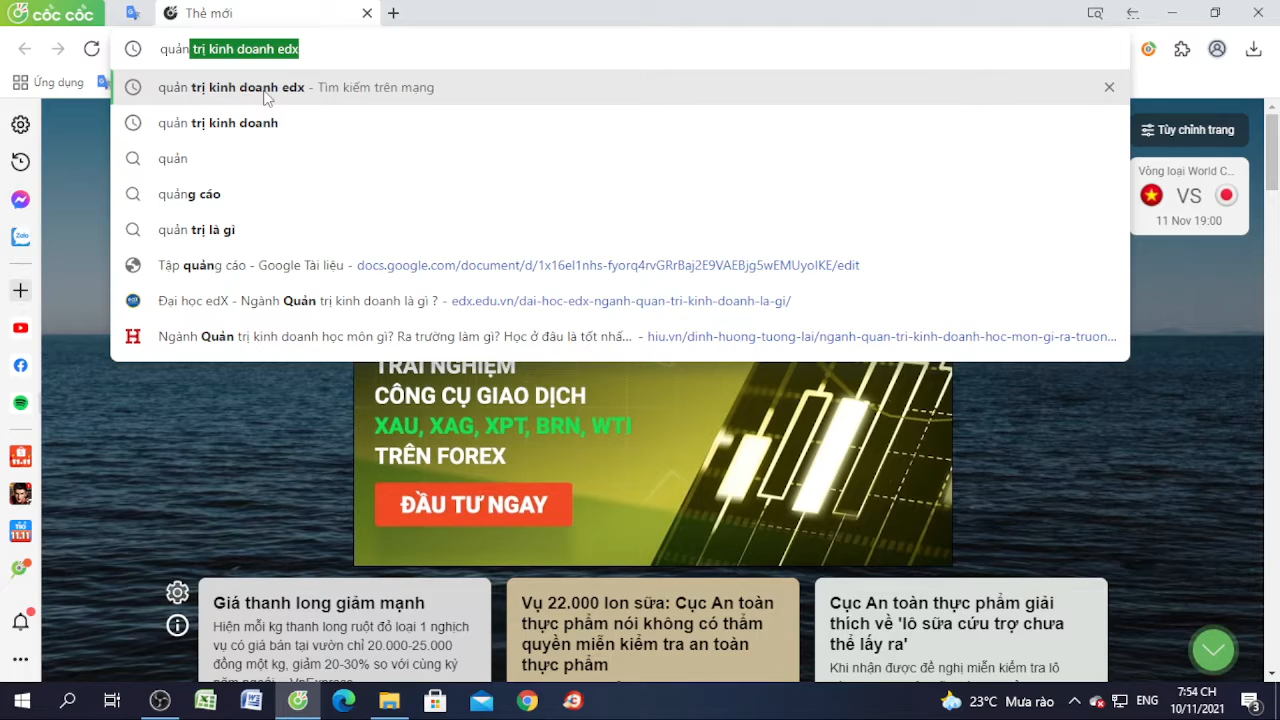 cốc cốc
Thẻ mới
quản trị kinh doanh edx
Ứng dụng
quản trị kinh doanh edx - Tìm kiếm trên mạng
quản trị kinh doanh
quản
quảng cáo
quản trị là gì
Tập quảng cáo - Google Tài liệu - docs.google.com/document/d/1x16el1nhs-fyorq4rvGRrBaj2E9VAEBjg5wEMUyolKE/edit
Đại học edX - Ngành Quản trị kinh doanh là gì ? - edx.edu.vn/dai-hoc-edx-nganh-quan-tri-kinh-doanh-la-gi/
Ngành Quản trị kinh doanh học môn gì? Ra trường làm gì? Học ở đâu là tốt nhấ... - hiu.vn/dinh-huong-tuong-lai/nganh-quan-tri-kinh-doanh-hoc-mon-gi-ra-truon...
Tùy chỉnh trang
Vòng loại World C...
VS
11 Nov 19:00
Zalo
11.11
TIKI
11.11
TRẢI NGHIỆM
CÔNG CỤ GIAO DỊCH
XAU, XAG, XPT, BRN, WTI
TRÊN FOREX
ĐẦU TƯ NGAY
Giá thanh long giảm mạnh
Hiện mỗi kg thanh long ruột đỏ loại 1 nghịch
vụ có giá bán tại vườn chỉ 20.000-25.000
đồng một kg, giảm 20-30% so với cùng kỳ
năm ngoái - VnExpress
Vụ 22.000 lon sữa: Cục An toàn
thực phẩm nói không có thẩm
quyền miễn kiểm tra an toàn
thực phẩm
Cục An toàn thực phẩm giải
thích về 'lô sữa cứu trợ chưa
thể lấy ra'
Khi nhận được đề nghị miễn kiểm tra lô
23°C Mưa rào
ENG
7:54 CH
10/11/2021
3